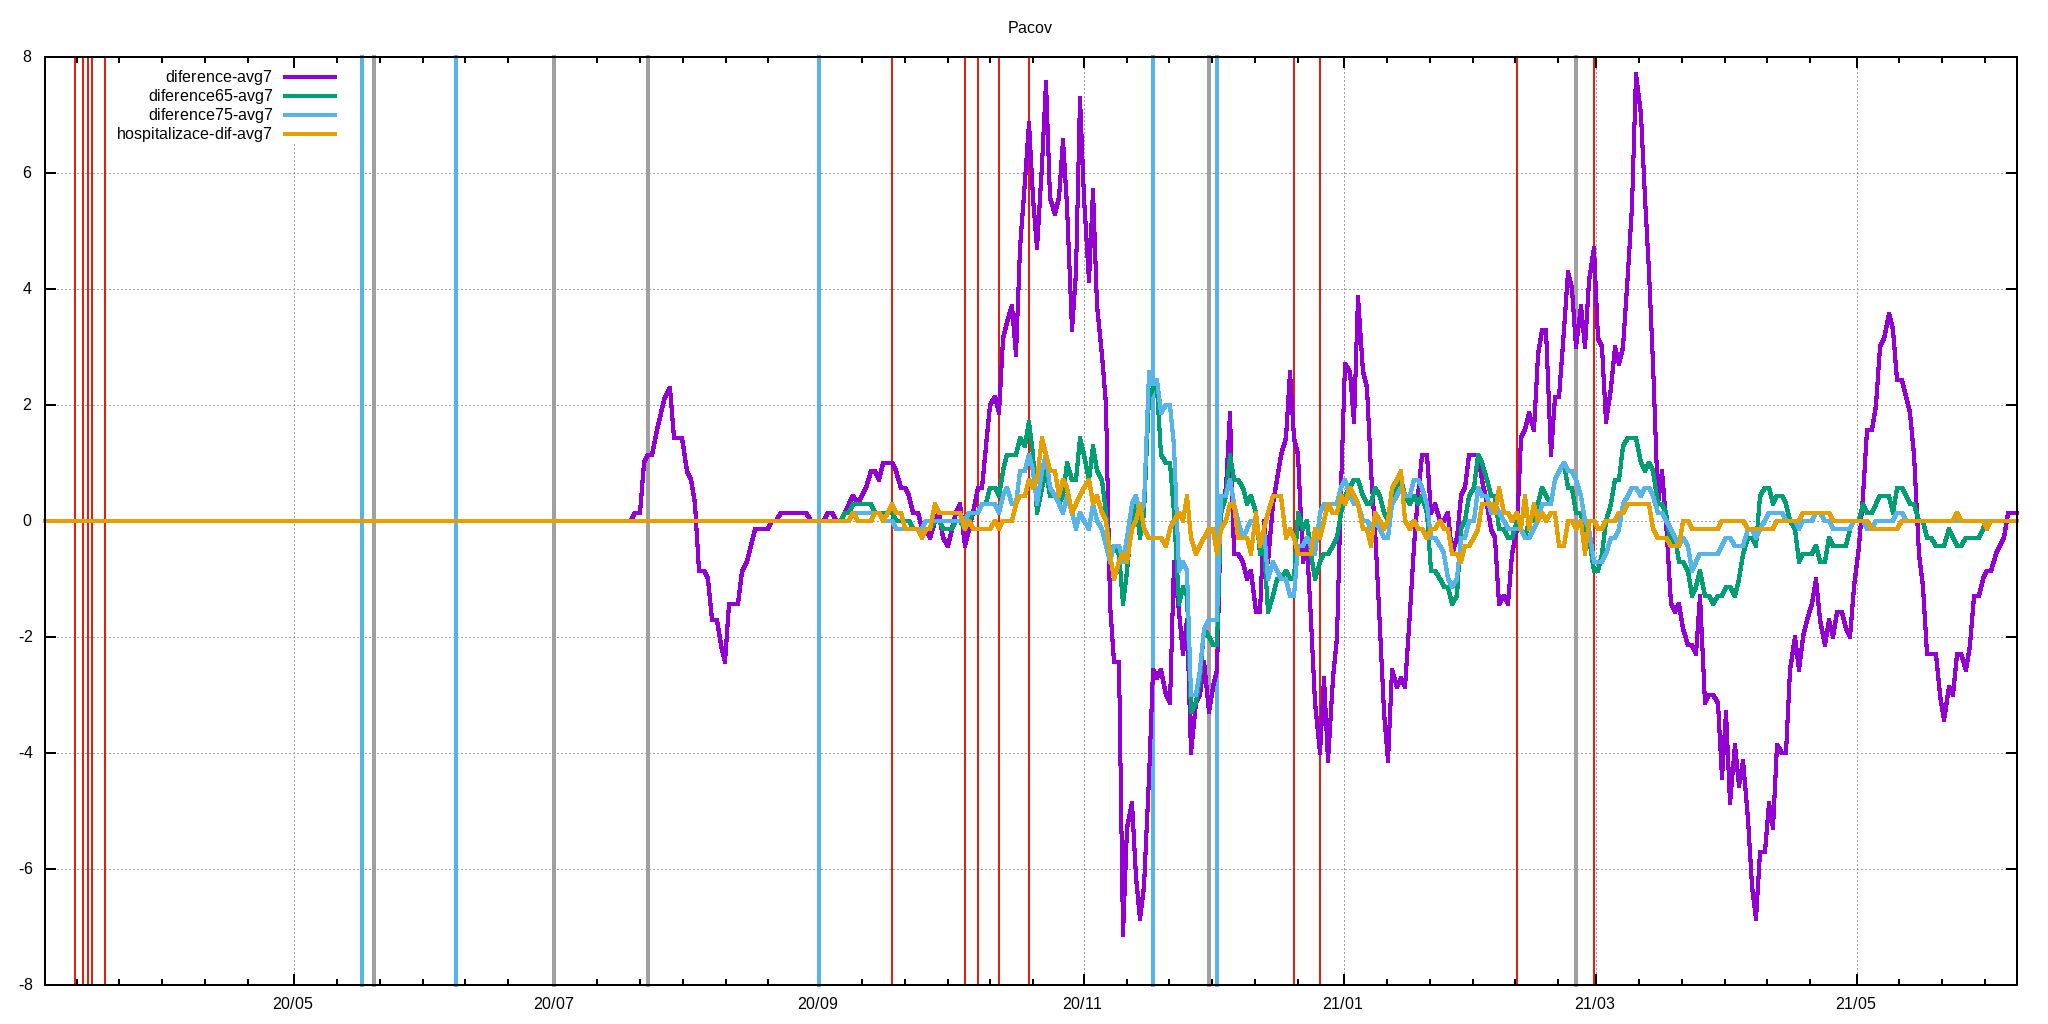 Pacov
diference-avg7
diference65-avg7
diference75-avg7
hospitalizace-dif-avg7
8
6
4
2
0
-2
-4
-6
-8
20/05 20/07 20/09 20/11 21/01 21/03 21/05